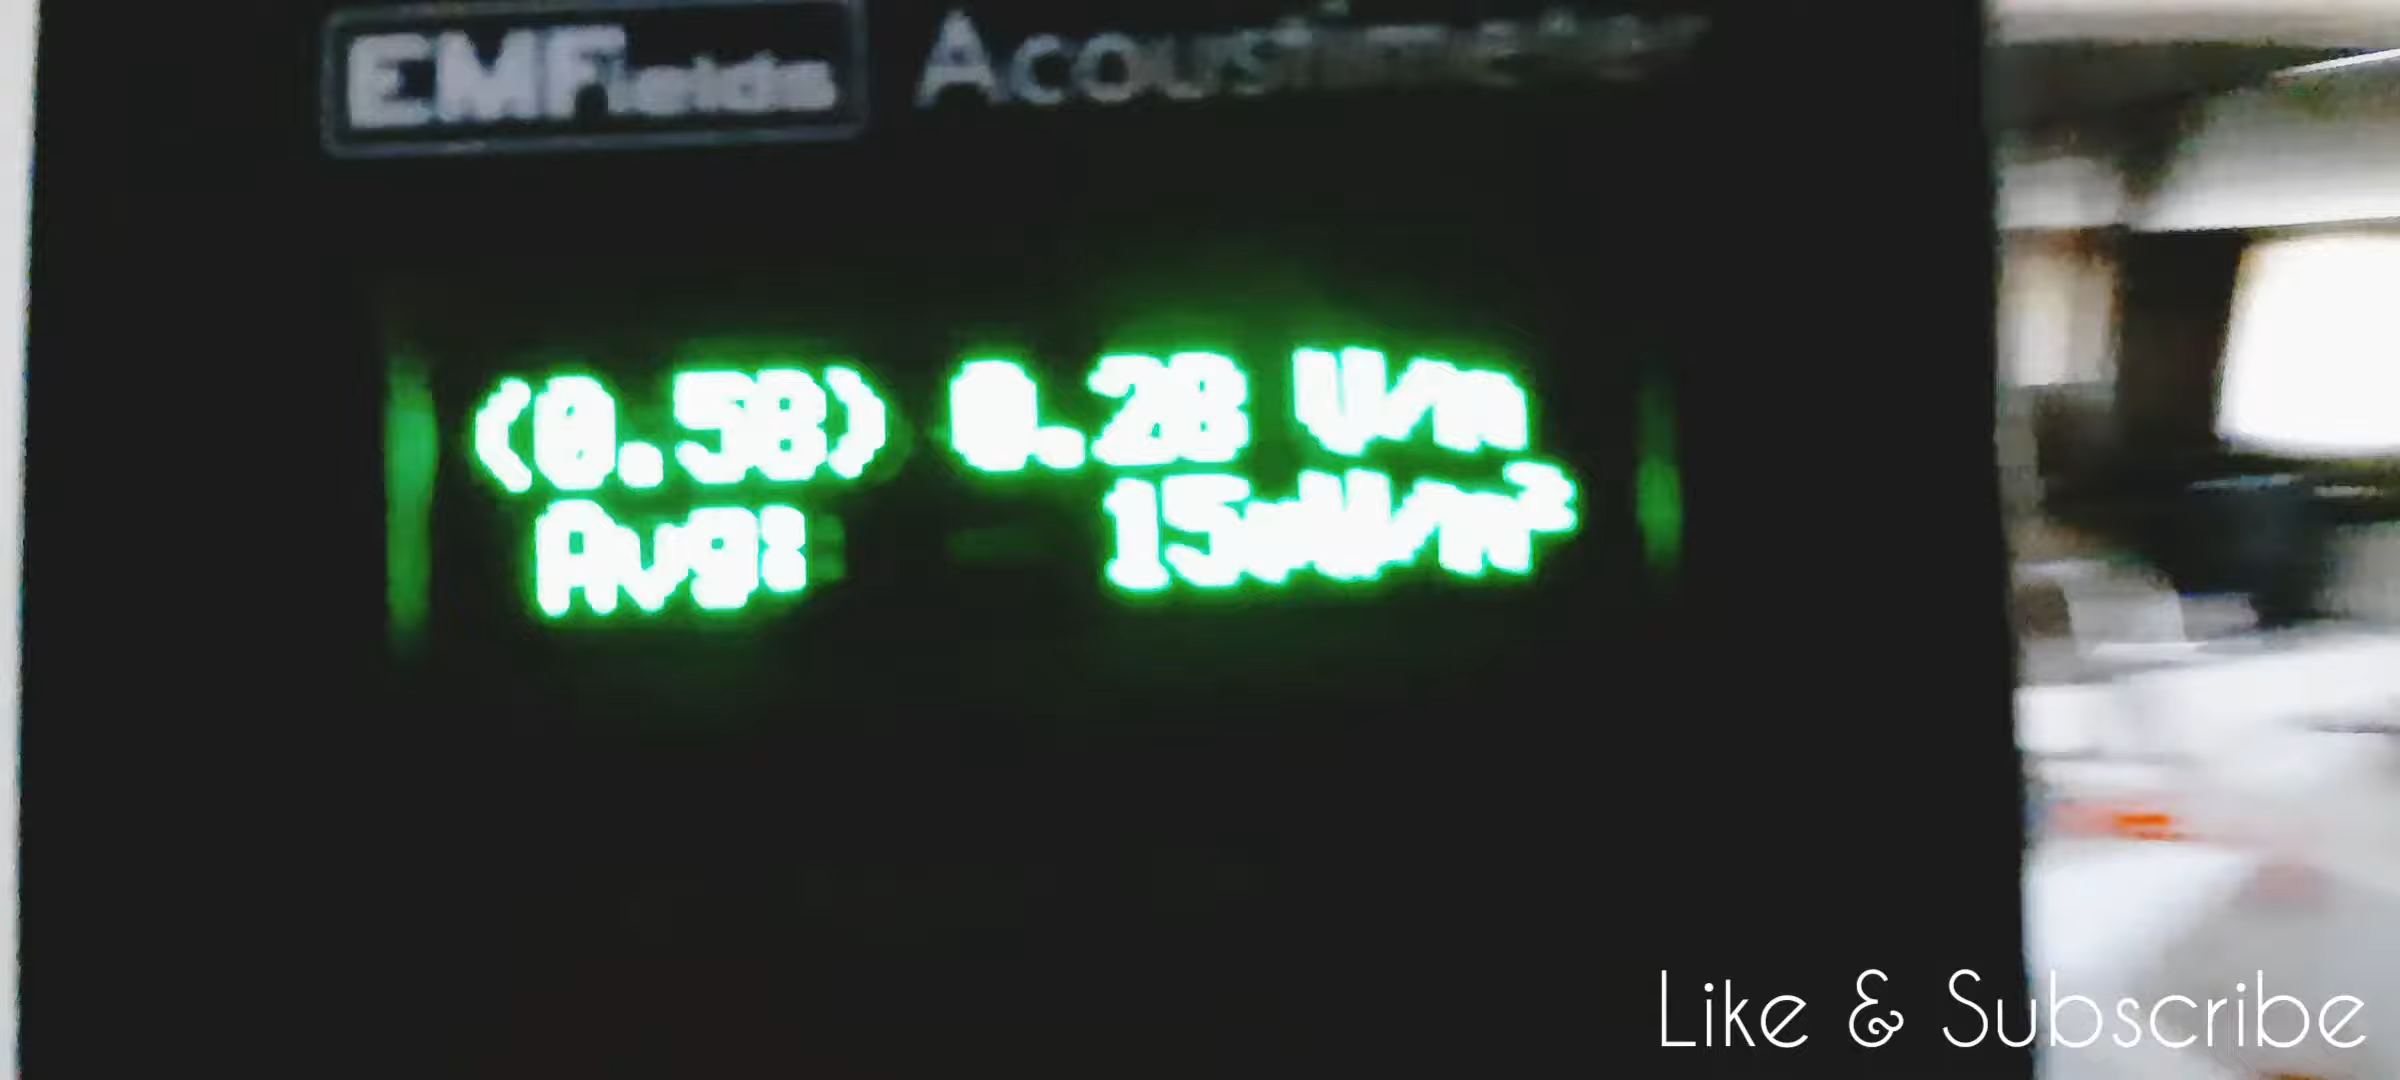 EMFields Acoustimeter
(0.58) 0.28 V/m
Avg: 15uW/m²
Like & Subscribe